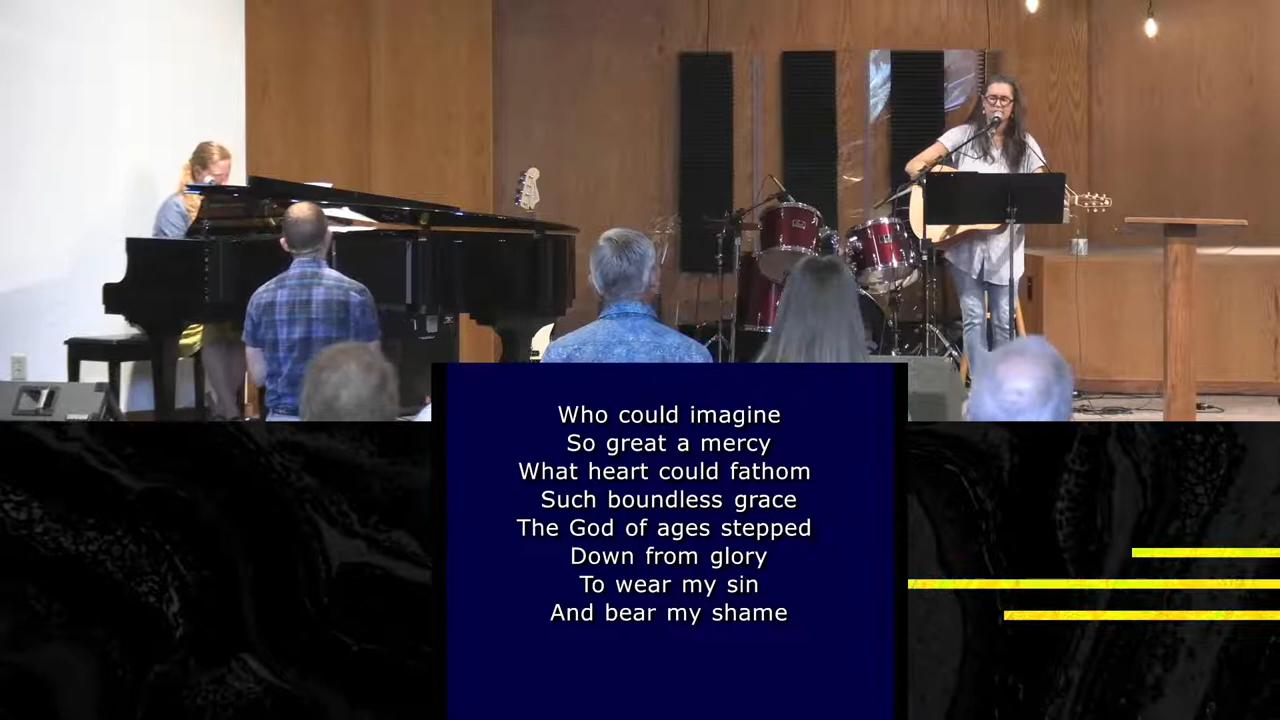 Who could imagine
So great a mercy
What heart could fathom
Such boundless grace
The God of ages stepped
Down from glory
To wear my sin
And bear my shame